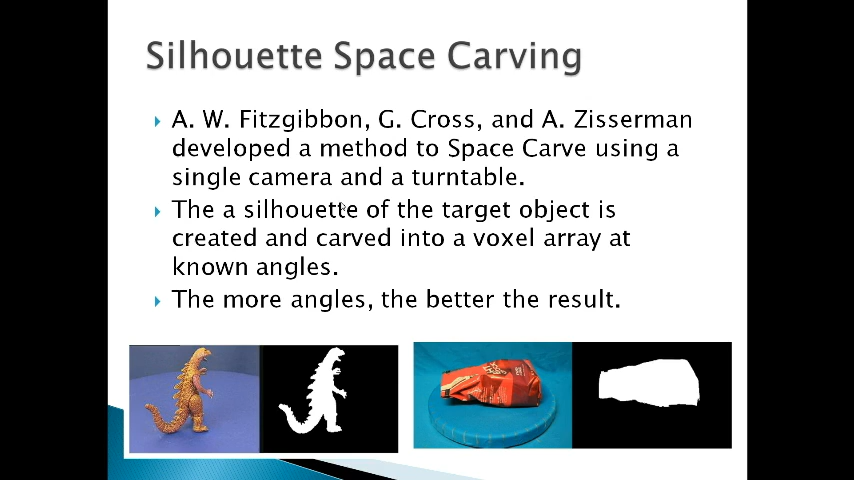 Silhouette Space Carving
A. W. Fitzgibbon, G. Cross, and A. Zisserman
developed a method to Space Carve using a
single camera and a turntable.
The a silhouette of the target object is
created and carved into a voxel array at
known angles.
The more angles, the better the result.